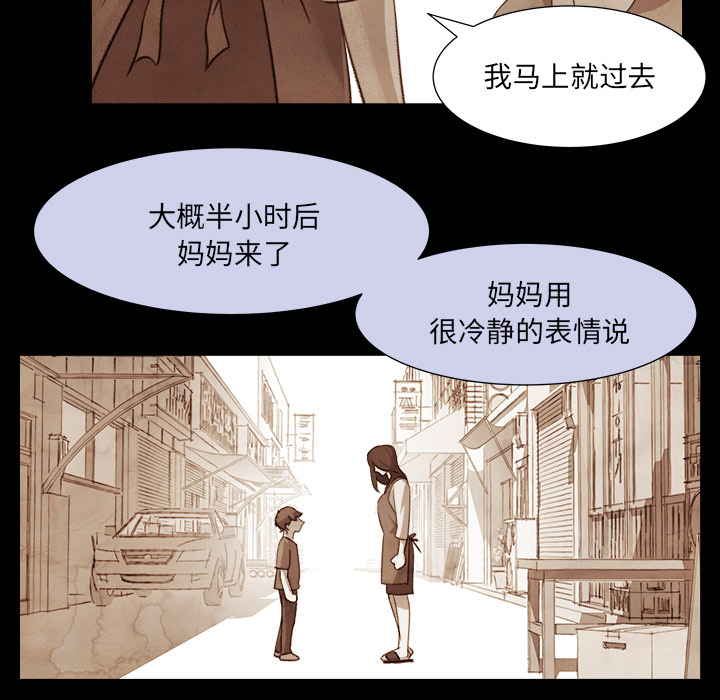 我马上就过去
大概半小时后
妈妈来了
妈妈用
很冷静的表情说